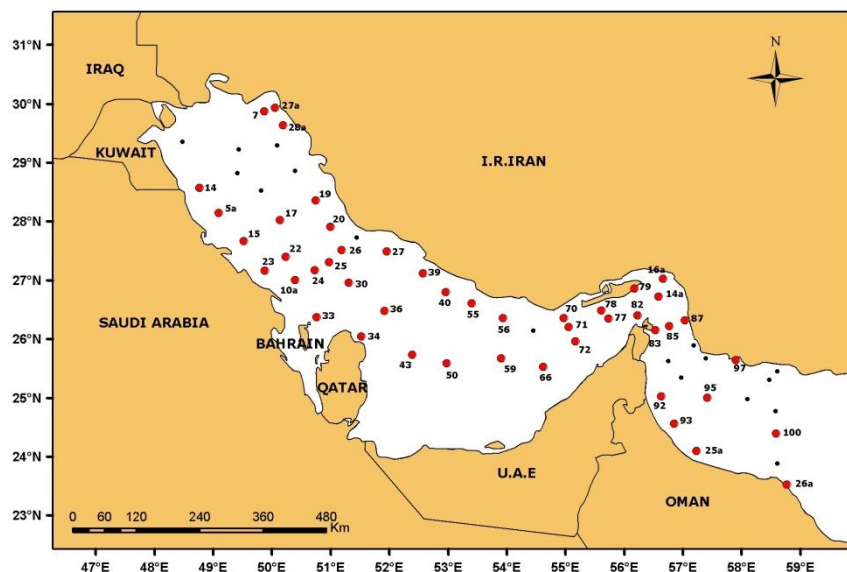 31°N
N
IRAQ
30°N
7
27a
28a
29°N
KUWAIT
I.R.IRAN
14
19
28°N
5a
17
20
15
26
27
22
25
39
27°N
23
24
16a
10a
30
40
79
14a
55
78
82
36
70
87
26°N
33
56
71
77
85
SAUDI ARABIA
BAHRAIN
34
72
83
43
59
97
50
66
QATAR
95
25°N
92
93
100
24°N
25a
U.A.E
26a
OMAN
23°N
0 60 120 240 360 480
Km
47°E 48°E 49°E 50°E 51°E 52°E 53°E 54°E 55°E 56°E 57°E 58°E 59°E